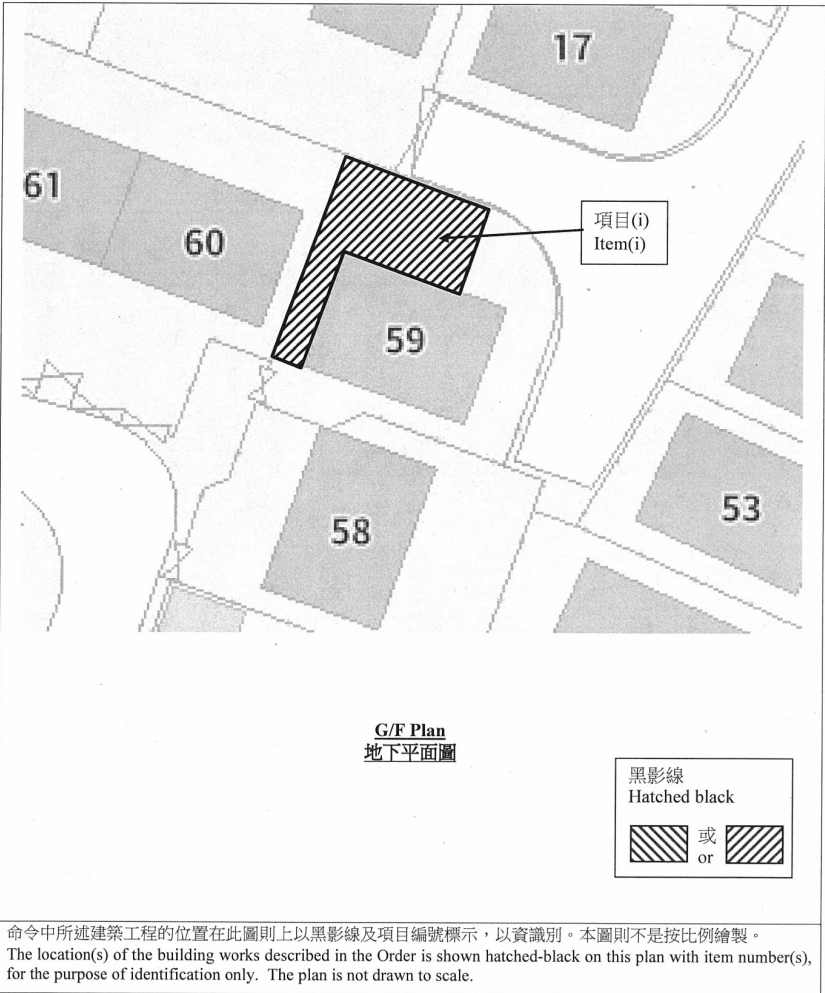 17
61
60
項目(i)
Item(i)
59
53
58
G/F Plan
地下平面圖
黑影線
Hatched black
或
or
命令中所述建築工程的位置在此圖則上以黑影線及項目編號標示，以資識別。本圖則不是按比例繪製。
The location(s) of the building works described in the Order is shown hatched-black on this plan with item number(s),
for the purpose of identification only. The plan is not drawn to scale.